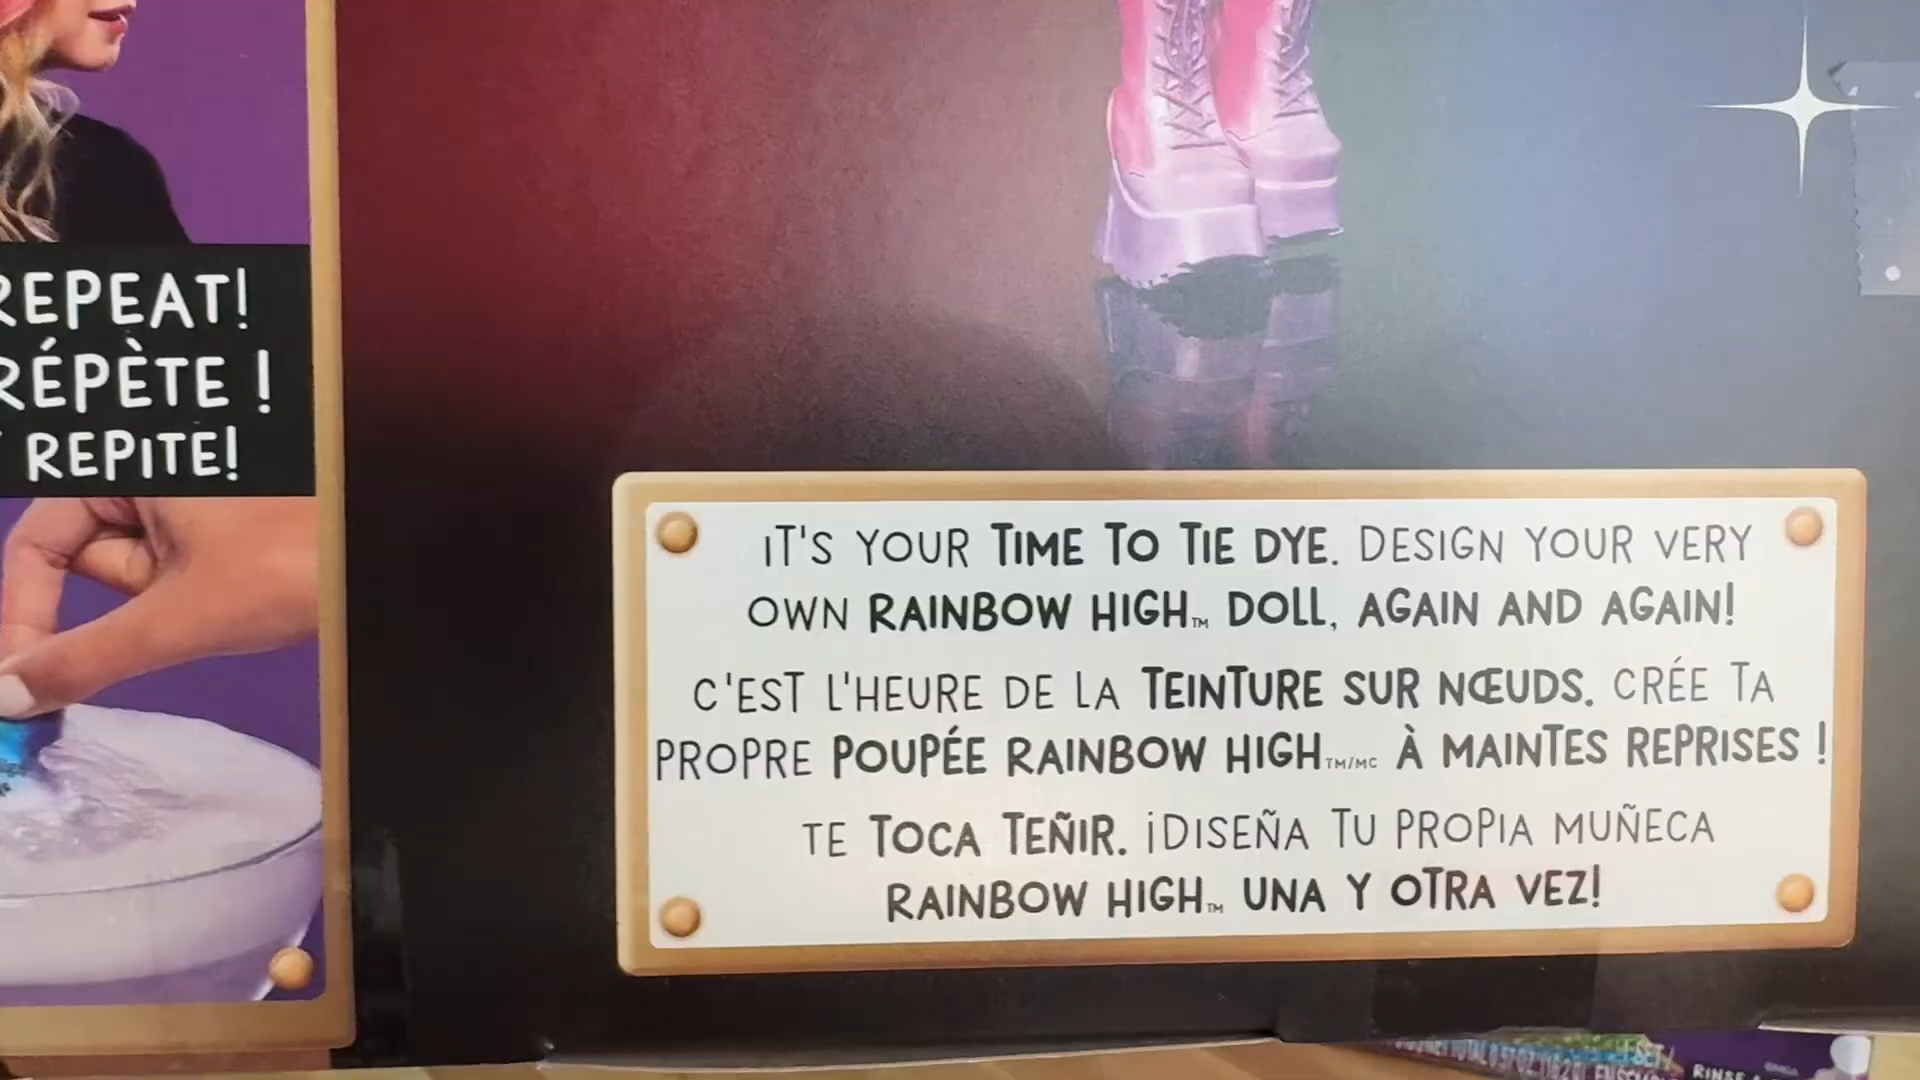 REPEAT!
RÉPÈTE !
Y REPITE!
IT'S YOUR TIME TO TIE DYE. DESIGN YOUR VERY
OWN RAINBOW HIGH™ DOLL, AGAIN AND AGAIN!
C'EST L'HEURE DE LA TEINTURE SUR NŒUDS. CRÉE TA
PROPRE POUPÉE RAINBOW HIGH™/MC À MAINTES REPRISES !
TE TOCA TEÑIR. ¡DISEÑA TU PROPIA MUÑECA
RAINBOW HIGH™ UNA Y OTRA VEZ!
RINSE